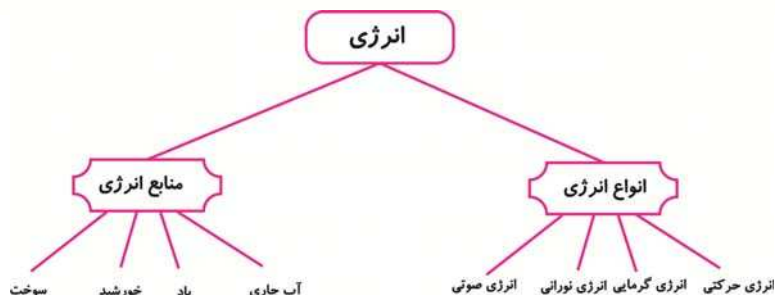 انرژی
انواع انرژی
منابع انرژی
انرژی حرکتی انرژی گرمایی انرژی نورانی انرژی صوتی
آب جاری باد خورشید سوخت